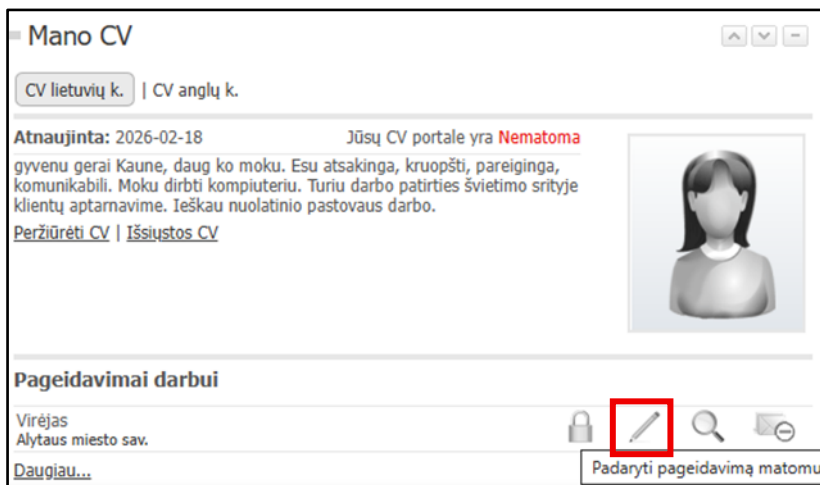 Mano CV
CV lietuvių k. | CV anglų k.
Atnaujinta: 2026-02-18 Jūsų CV portale yra Nematoma
gyvenu gerai Kaune, daug ko moku. Esu atsakinga, kruopšti, pareiginga,
komunikabili. Moku dirbti kompiuteriu. Turiu darbo patirties švietimo srityje
klientų aptarnavime. Ieškau nuolatinio pastovaus darbo.
Peržiūrėti CV | Išsiųstos CV
Pageidavimai darbui
Virėjas
Alytaus miesto sav.
Daugiau...
Padaryti pageidavimą matomu